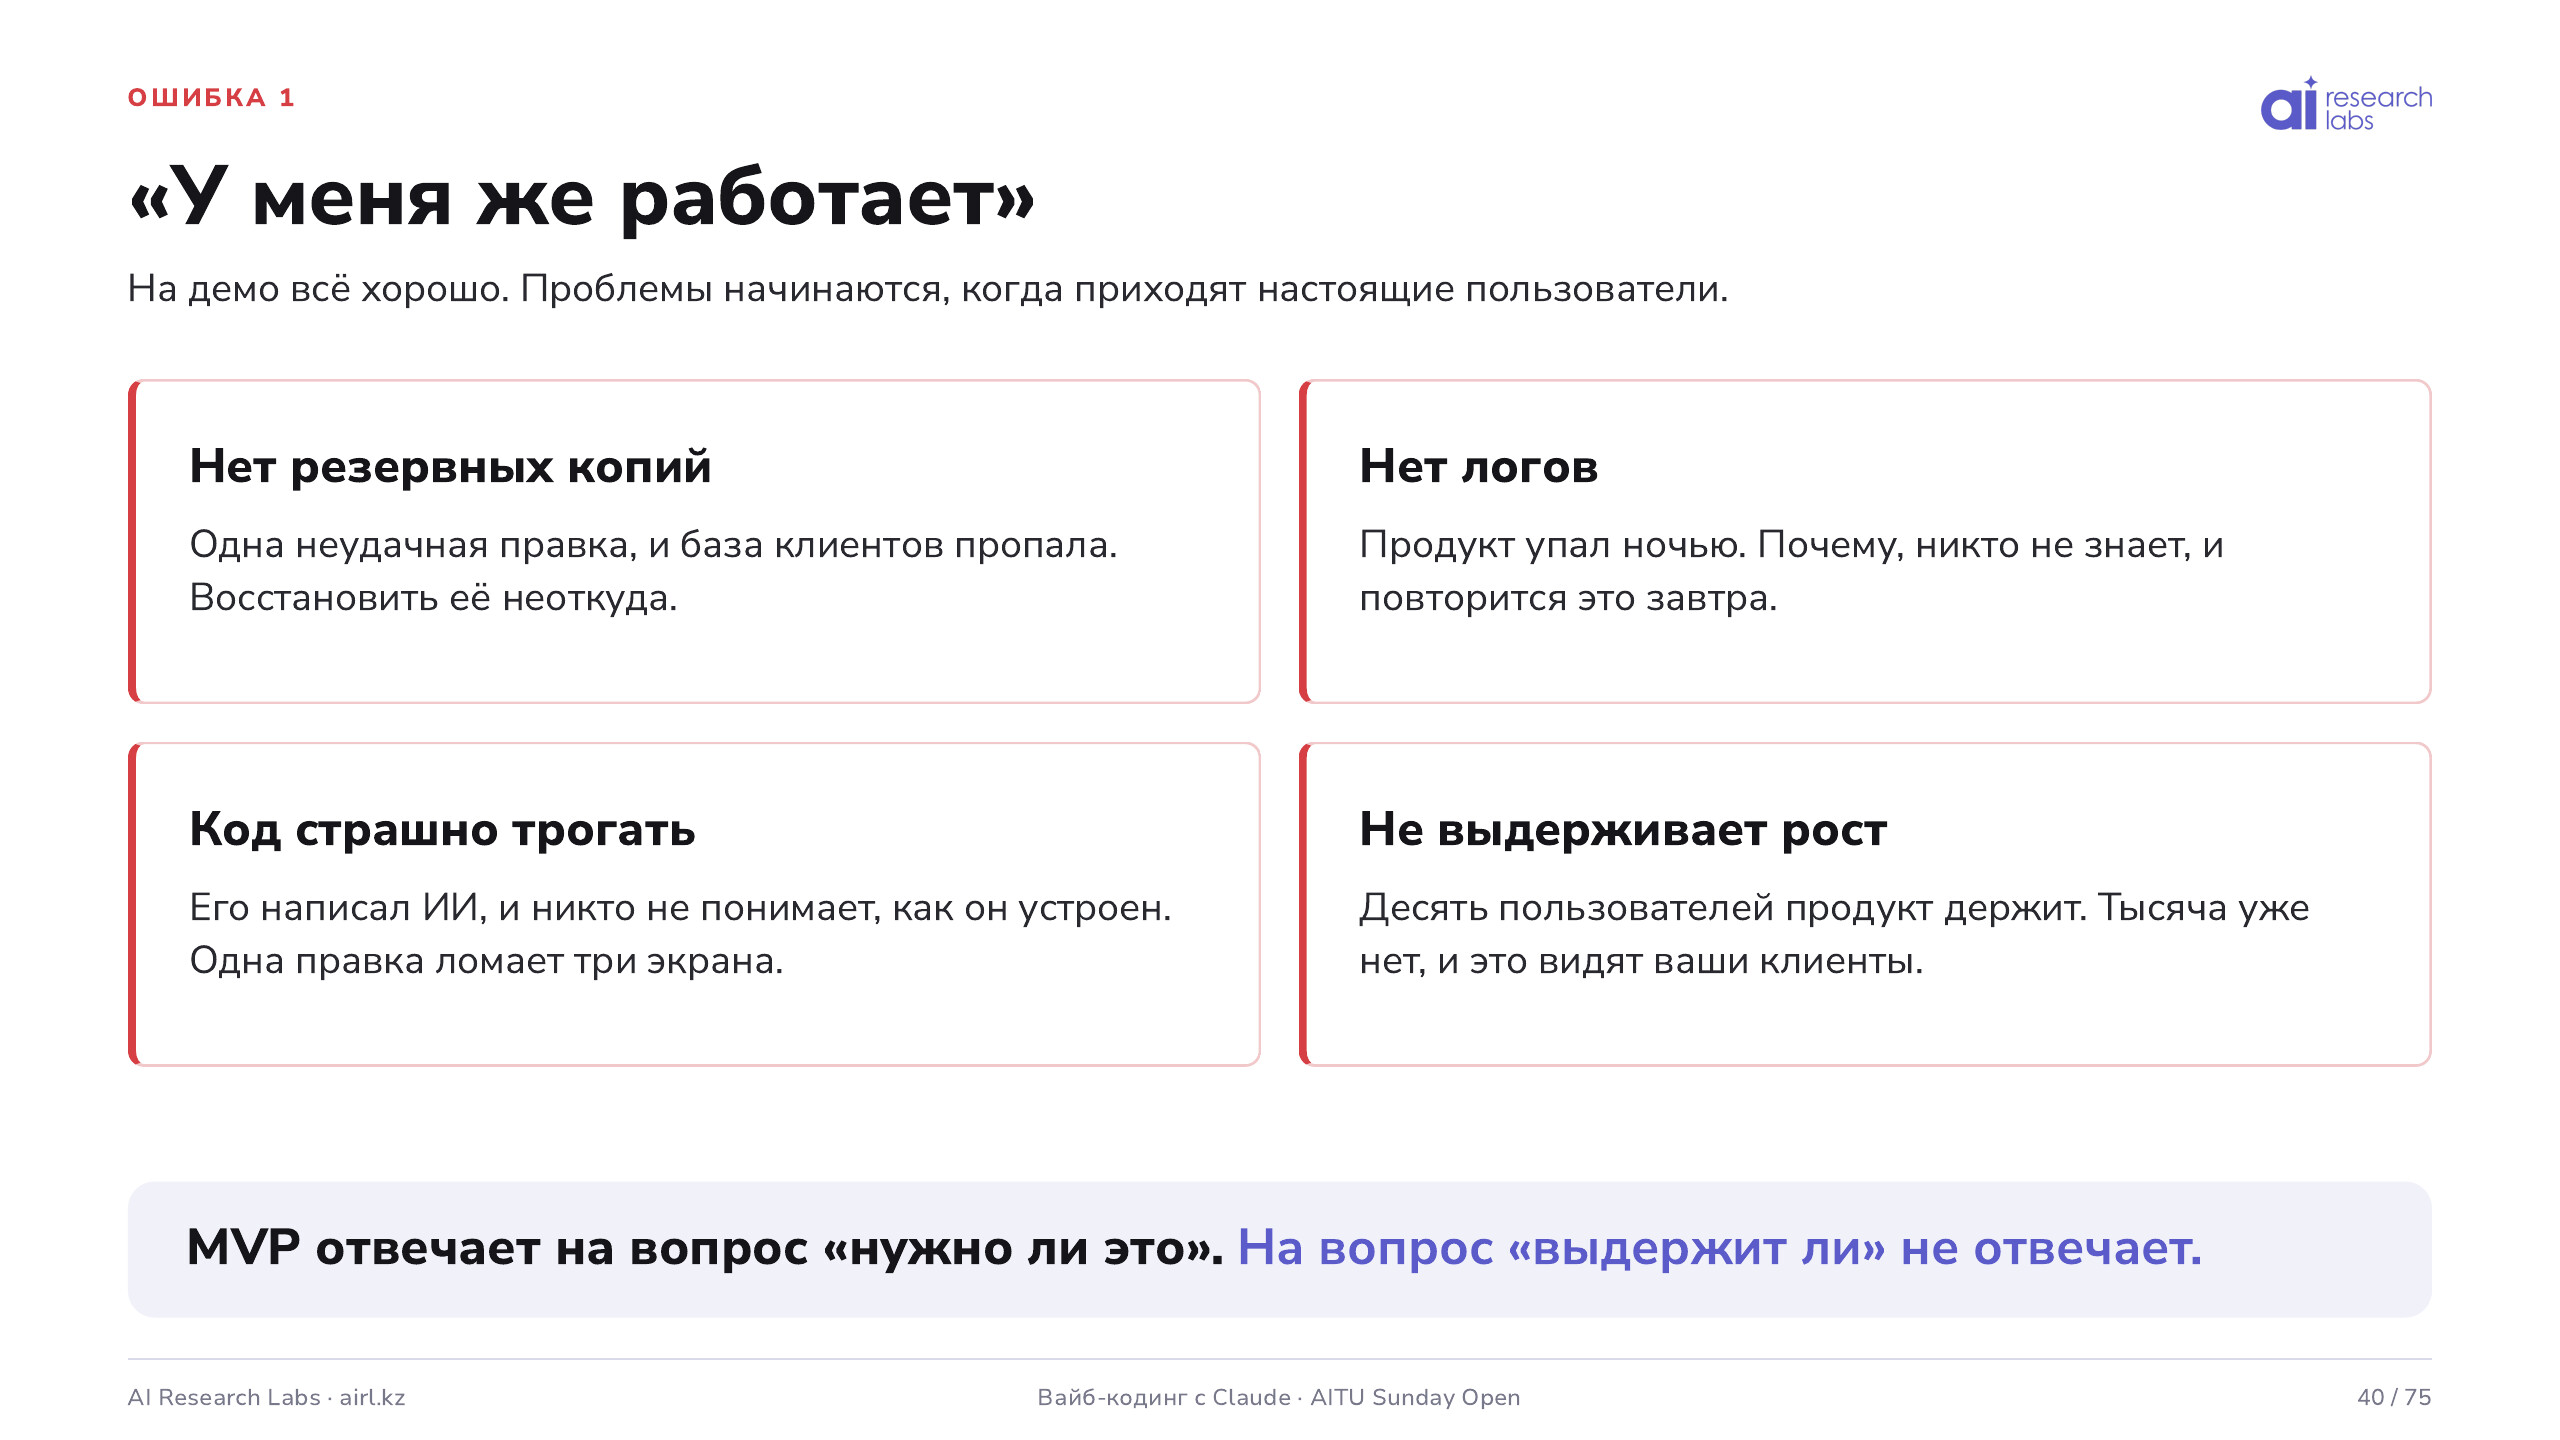 ОШИБКА 1
ai research labs
«У меня же работает»
На демо всё хорошо. Проблемы начинаются, когда приходят настоящие пользователи.
Нет резервных копий
Одна неудачная правка, и база клиентов пропала.
Восстановить её неоткуда.
Нет логов
Продукт упал ночью. Почему, никто не знает, и
повторится это завтра.
Код страшно трогать
Его написал ИИ, и никто не понимает, как он устроен.
Одна правка ломает три экрана.
Не выдерживает рост
Десять пользователей продукт держит. Тысяча уже
нет, и это видят ваши клиенты.
MVP отвечает на вопрос «нужно ли это». На вопрос «выдержит ли» не отвечает.
AI Research Labs · airl.kz
Вайб-кодинг с Claude · AITU Sunday Open
40 / 75